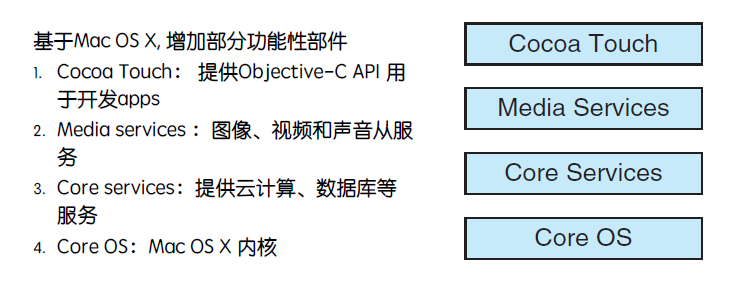 基于Mac OS X, 增加部分功能性部件
1. Cocoa Touch： 提供Objective-C API 用
于开发apps
2. Media services ：图像、视频和声音从服
务
3. Core services：提供云计算、数据库等
服务
4. Core OS：Mac OS X 内核
Cocoa Touch
Media Services
Core Services
Core OS